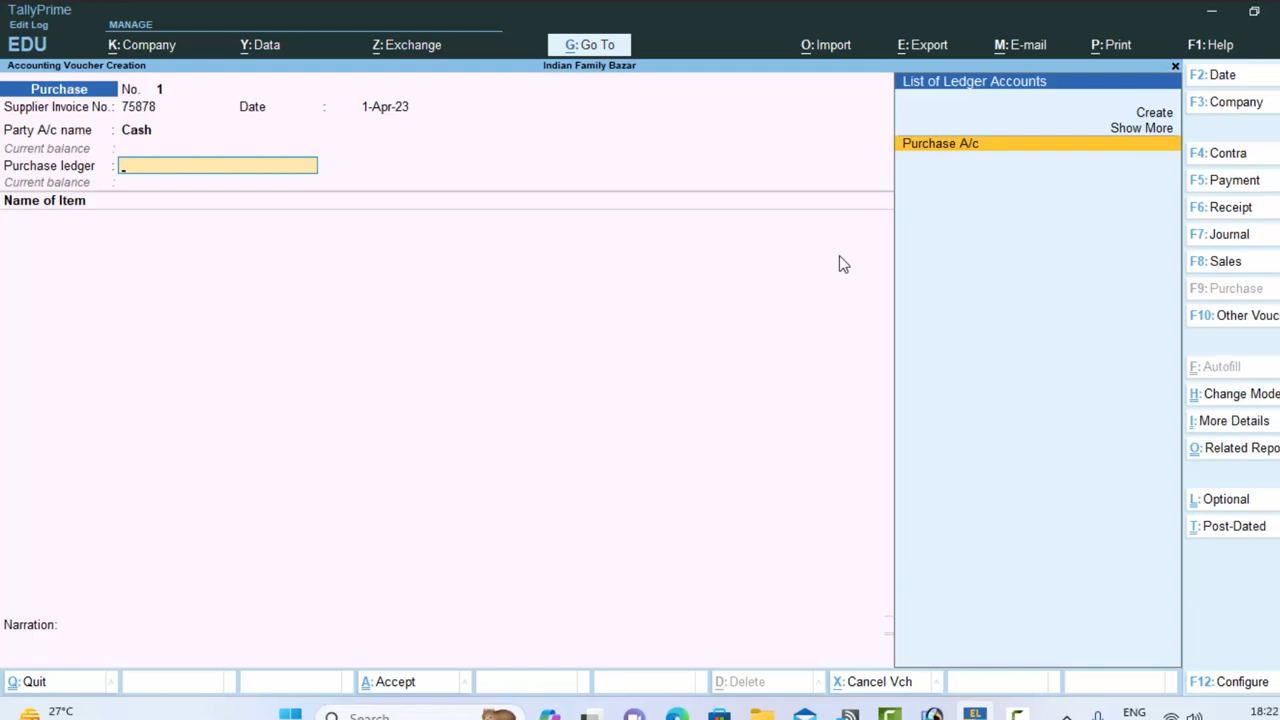 TallyPrime
Edit Log
MANAGE
EDU
K: Company
Y: Data
Z: Exchange
G: Go To
O: Import
E: Export
M: E-mail
P: Print
F1: Help
Accounting Voucher Creation
Indian Family Bazar
Purchase No. 1
Supplier Invoice No.: 75878 Date : 1-Apr-23
Party A/c name : Cash
Current balance :
Purchase ledger :
Current balance :
Name of Item
Narration:
List of Ledger Accounts
Create
Show More
Purchase A/c
F2: Date
F3: Company
F4: Contra
F5: Payment
F6: Receipt
F7: Journal
F8: Sales
F9: Purchase
F10: Other Vouc
F: Autofill
H: Change Mode
I: More Details
O: Related Repo
L: Optional
T: Post-Dated
Q: Quit
A: Accept
D: Delete
X: Cancel Vch
F12: Configure
27°C
Search
ENG
18:22